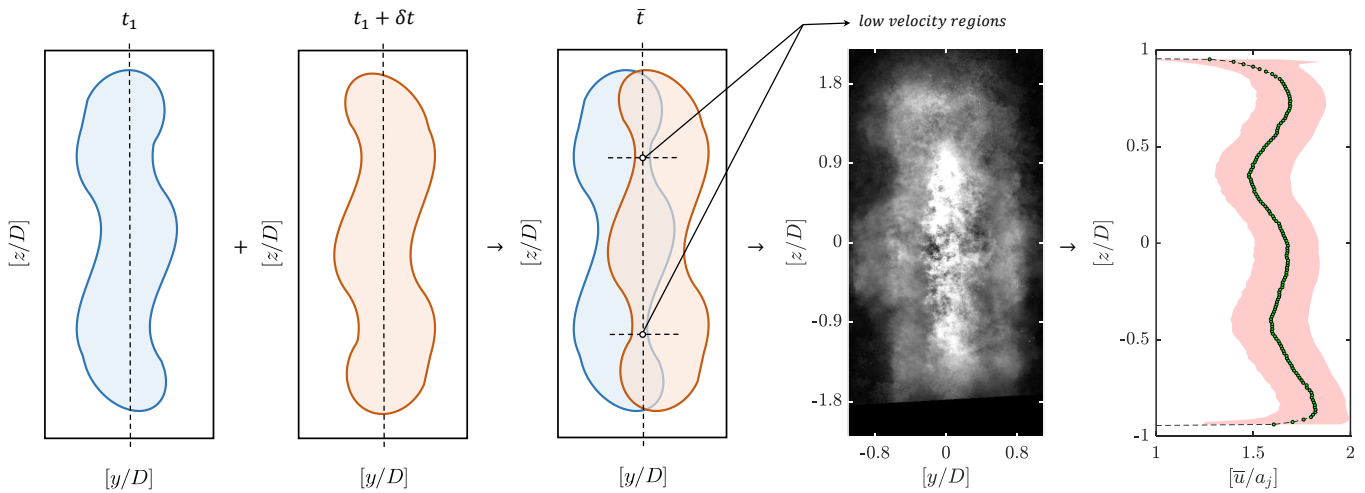 t₁
t₁ + δt
t̄
low velocity regions
[z/D]
[y/D]
+
[z/D]
[y/D]
→
[z/D]
[y/D]
→
[z/D]
1.8
0.9
0
-0.9
-1.8
-0.8
0
0.8
[y/D]
→
[z/D]
1
0.5
0
-0.5
-1
1
1.5
2
[u̅/aⱼ]